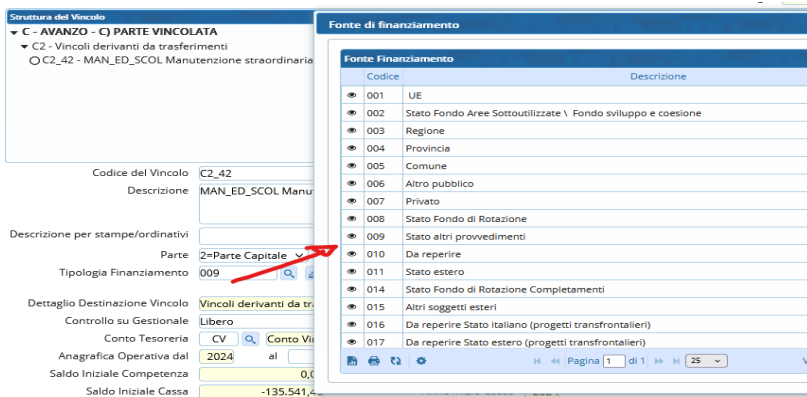 Struttura del Vincolo
C - AVANZO - C) PARTE VINCOLATA
C2 - Vincoli derivanti da trasferimenti
C2_42 - MAN_ED_SCOL Manutenzione straordinaria
Codice del Vincolo C2_42
Descrizione MAN_ED_SCOL Manu
Descrizione per stampe/ordinativi
Parte 2=Parte Capitale
Tipologia Finanziamento 009
Dettaglio Destinazione Vincolo Vincoli derivanti da tr
Controllo su Gestionale Libero
Conto Tesoreria CV Conto Vi
Anagrafica Operativa dal 2024 al
Saldo Iniziale Competenza 0,0
Saldo Iniziale Cassa -135.541,4
Fonte di finanziamento
Fonte Finanziamento
Codice Descrizione
001 UE
002 Stato Fondo Aree Sottoutilizzate \ Fondo sviluppo e coesione
003 Regione
004 Provincia
005 Comune
006 Altro pubblico
007 Privato
008 Stato Fondo di Rotazione
009 Stato altri provvedimenti
010 Da reperire
011 Stato estero
014 Stato Fondo di Rotazione Completamenti
015 Altri soggetti esteri
016 Da reperire Stato italiano (progetti transfrontalieri)
017 Da reperire Stato estero (progetti transfrontalieri)
Pagina 1 di 1 25 V